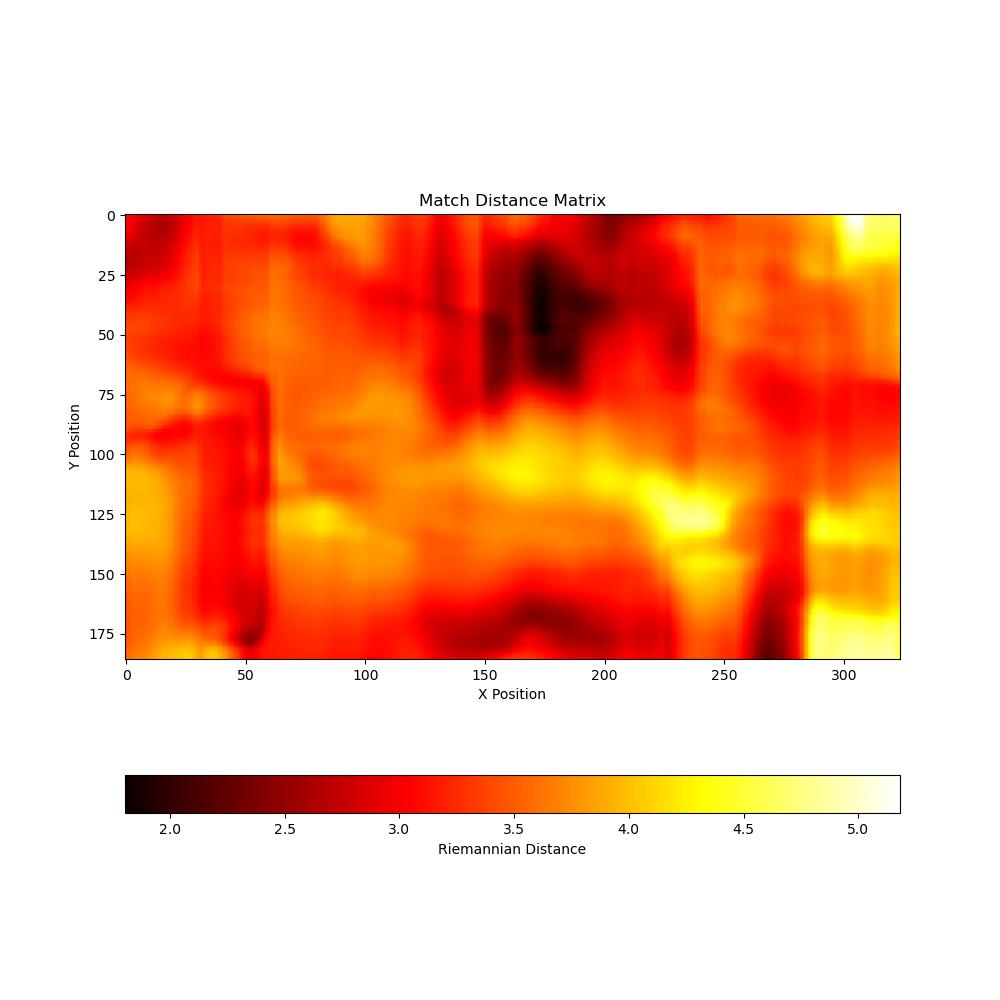 Match Distance Matrix
0
25
50
75
100
125
150
175
Y Position
0 50 100 150 200 250 300
X Position
2.0 2.5 3.0 3.5 4.0 4.5 5.0
Riemannian Distance